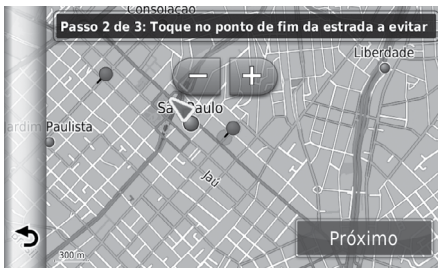 Consolação
Passo 2 de 3: Toque no ponto de fim da estrada a evitar
Liberdade
São Paulo
Jardim Paulista
Jaú
Próximo
300 m